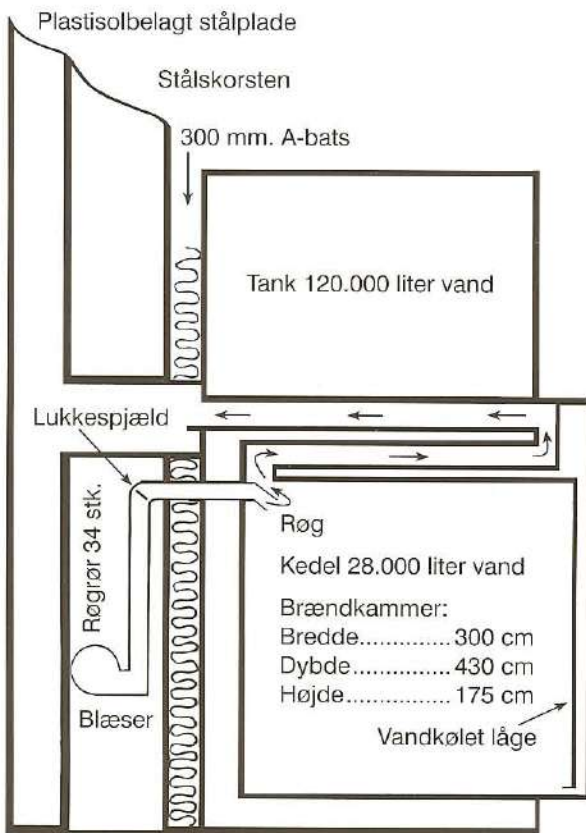 Plastisolbelagt stålplade
Stålskorsten
300 mm. A-bats
Tank 120.000 liter vand
Lukkespjæld
Røgrør 34 stk.
Røg
Kedel 28.000 liter vand
Brændkammer:
Bredde.............. 300 cm
Dybde............... 430 cm
Højde................ 175 cm
Blæser
Vandkølet låge